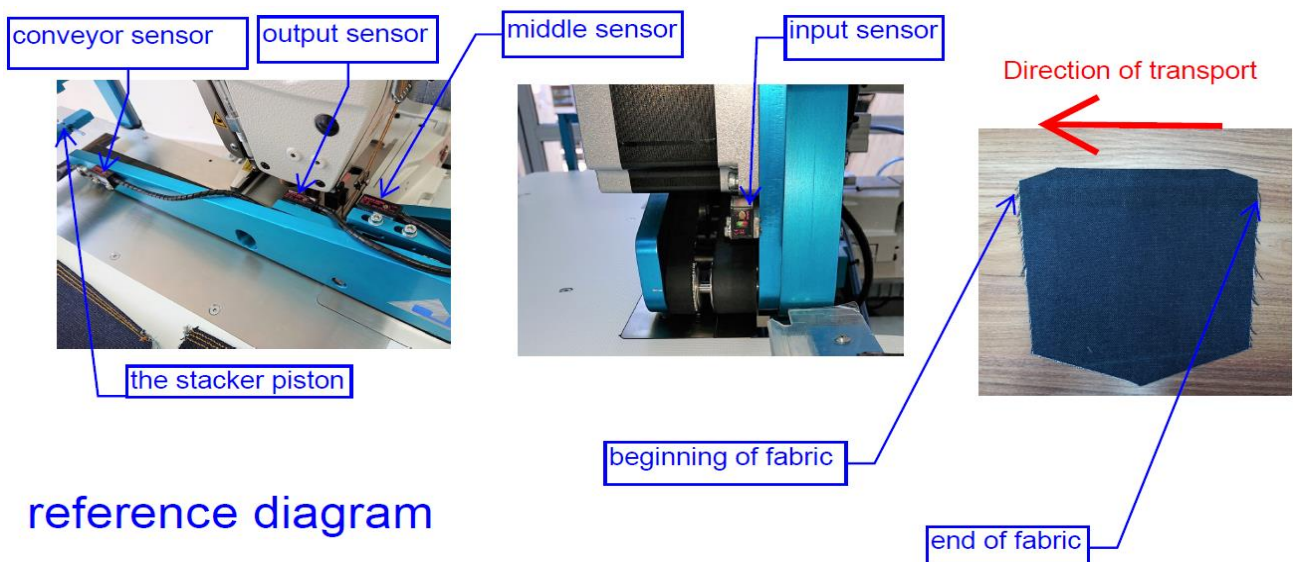 conveyor sensor
output sensor
middle sensor
input sensor
Direction of transport
the stacker piston
beginning of fabric
reference diagram
end of fabric